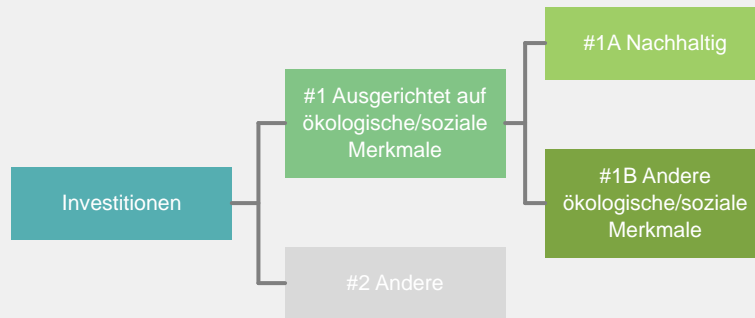 #1A Nachhaltig
#1 Ausgerichtet auf
ökologische/soziale
Merkmale
#1B Andere
ökologische/soziale
Merkmale
Investitionen
#2 Andere